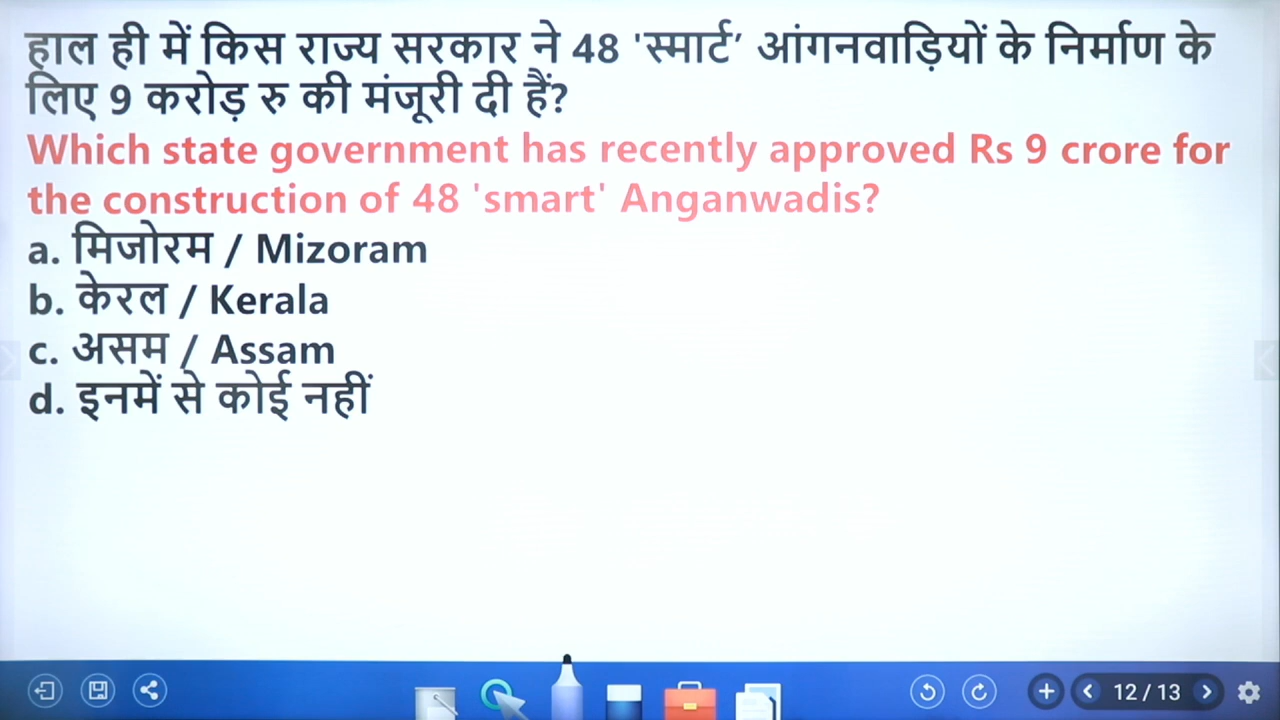 हाल ही में किस राज्य सरकार ने 48 'स्मार्ट’ आंगनवाड़ियों के निर्माण के
लिए 9 करोड़ रु की मंजूरी दी हैं?
Which state government has recently approved Rs 9 crore for
the construction of 48 'smart' Anganwadis?
a. मिजोरम / Mizoram
b. केरल / Kerala
c. असम / Assam
d. इनमें से कोई नहीं
12 / 13